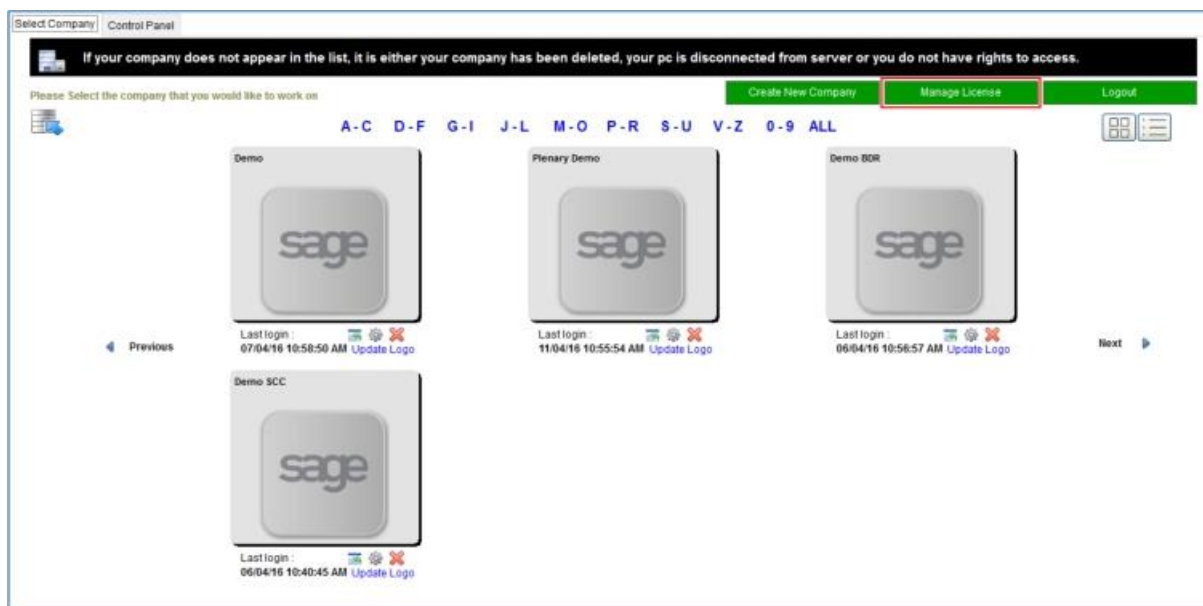 Select Company Control Panel
If your company does not appear in the list, it is either your company has been deleted, your pc is disconnected from server or you do not have rights to access.
Please Select the company that you would like to work on
Create New Company Manage License Logout
A - C D - F G - I J - L M - O P - R S - U V - Z 0 - 9 ALL
Demo Plenary Demo Demo BDR
sage sage sage
Last login : Last login : Last login :
07/04/16 10:58:50 AM Update Logo 11/04/16 10:55:54 AM Update Logo 06/04/16 10:56:57 AM Update Logo
Previous Next
Demo SCC
sage
Last login :
06/04/16 10:40:45 AM Update Logo